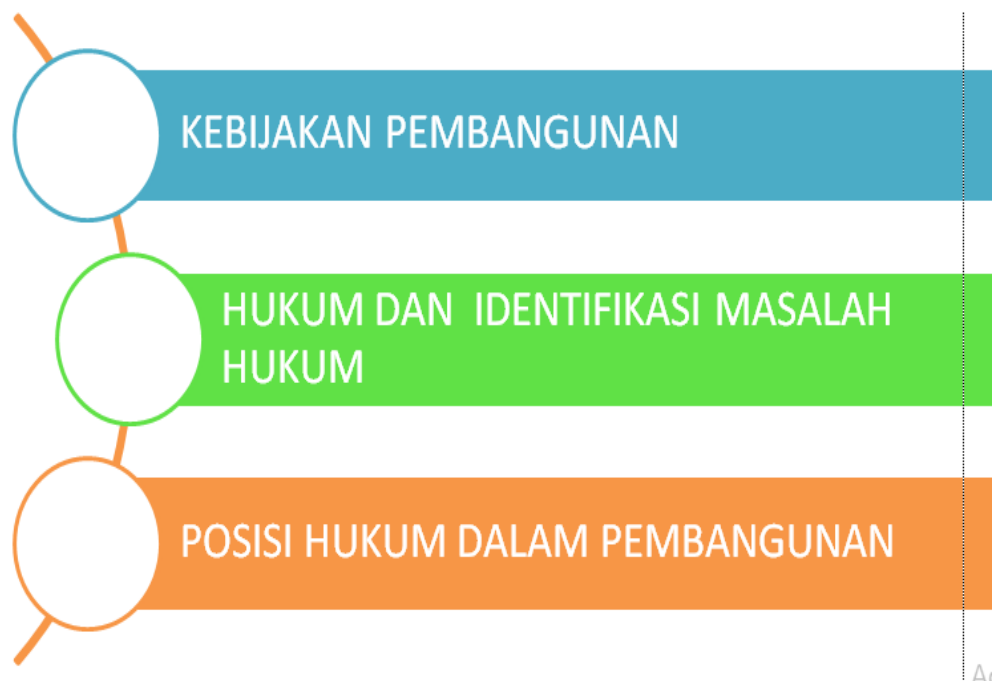 KEBIJAKAN PEMBANGUNAN
HUKUM DAN IDENTIFIKASI MASALAH
HUKUM
POSISI HUKUM DALAM PEMBANGUNAN